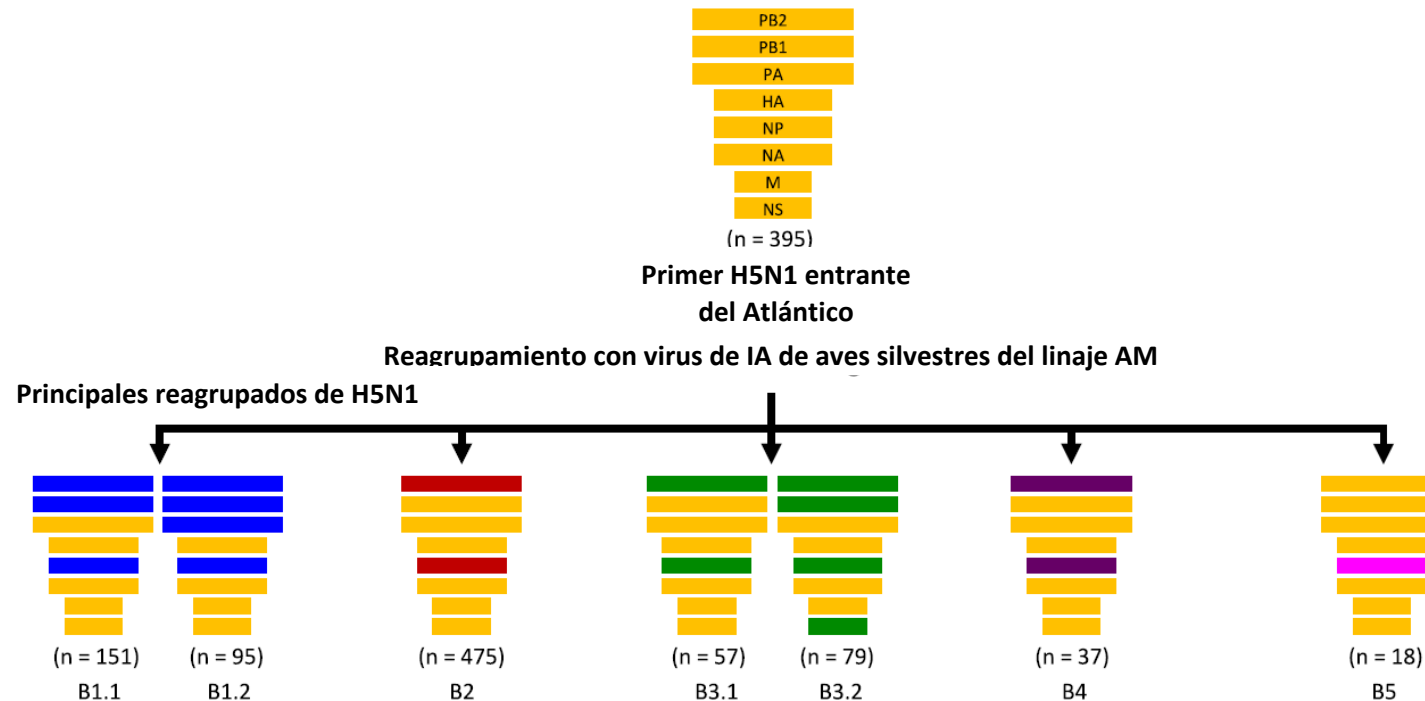 PB2
PB1
PA
HA
NP
NA
M
NS
(n = 395)
Primer H5N1 entrante
del Atlántico
Reagrupamiento con virus de IA de aves silvestres del linaje AM
Principales reagrupados de H5N1
(n = 151) (n = 95) (n = 475) (n = 57) (n = 79) (n = 37) (n = 18)
B1.1 B1.2 B2 B3.1 B3.2 B4 B5